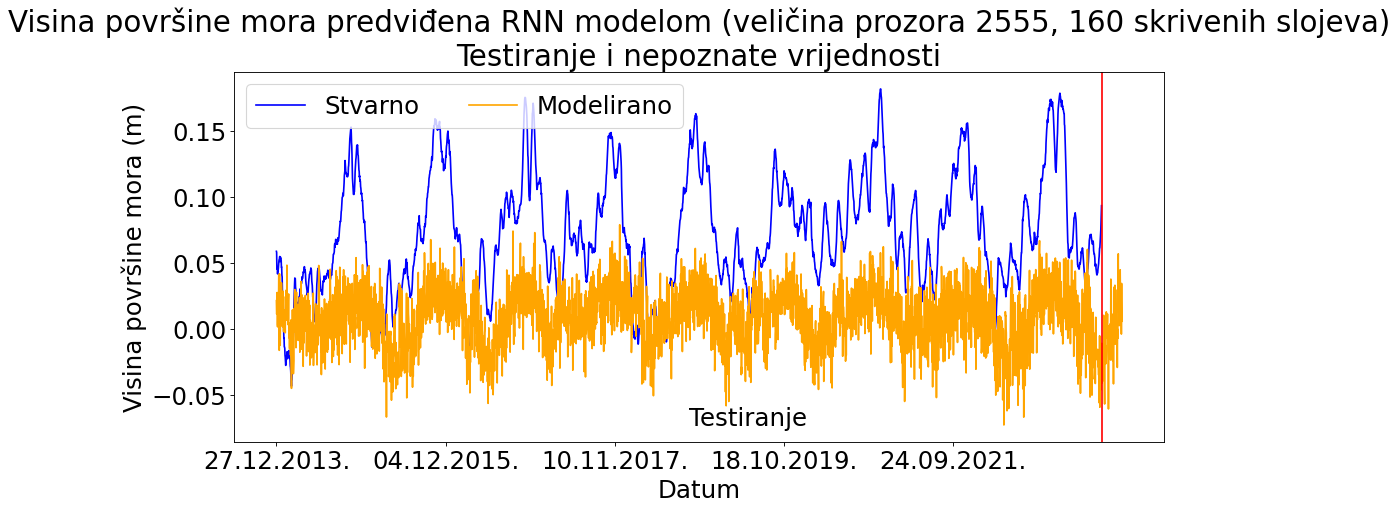 Visina površine mora predviđena RNN modelom (veličina prozora 2555, 160 skrivenih slojeva)
Testiranje i nepoznate vrijednosti
Stvarno
Modelirano
Visina površine mora (m)
0.15
0.10
0.05
0.00
−0.05
Testiranje
27.12.2013.
04.12.2015.
10.11.2017.
18.10.2019.
24.09.2021.
Datum